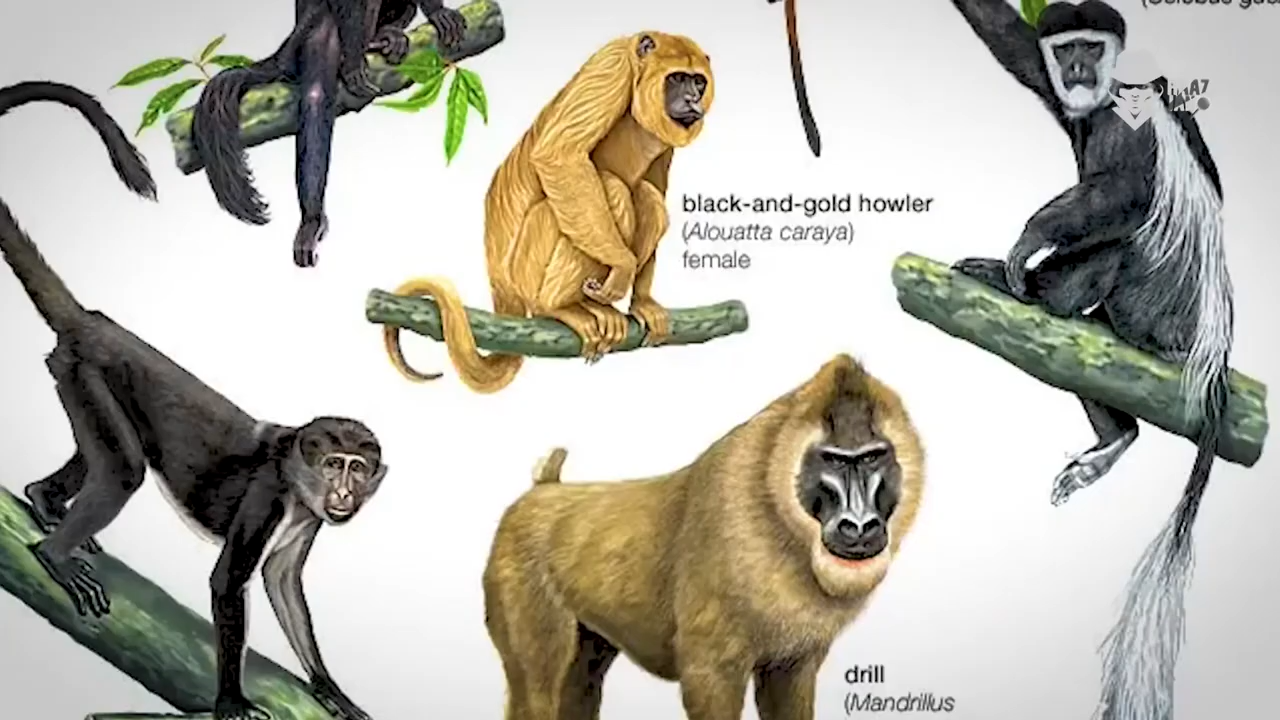 black-and-gold howler
(Alouatta caraya)
female
drill
(Mandrillus